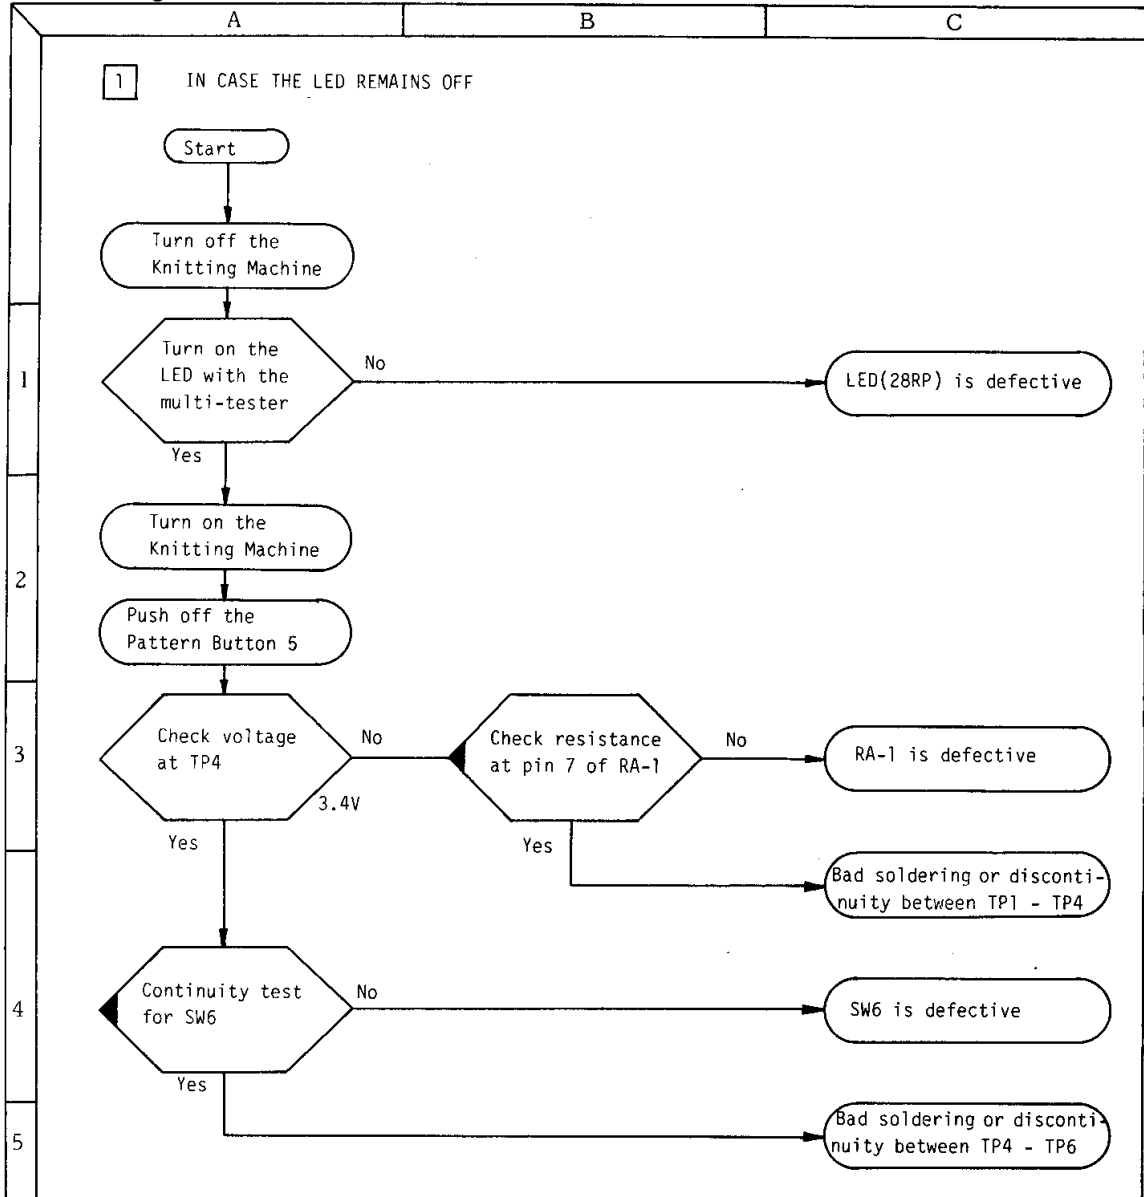 A
B
C
1
IN CASE THE LED REMAINS OFF
Start
Turn off the
Knitting Machine
1
Turn on the
LED with the
multi-tester
No
LED(28RP) is defective
Yes
Turn on the
Knitting Machine
2
Push off the
Pattern Button 5
3
Check voltage
at TP4
No
3.4V
Check resistance
at pin 7 of RA-1
No
RA-1 is defective
Yes
Yes
Bad soldering or disconti-
nuity between TP1 - TP4
4
Continuity test
for SW6
No
SW6 is defective
Yes
5
Bad soldering or disconti-
nuity between TP4 - TP6